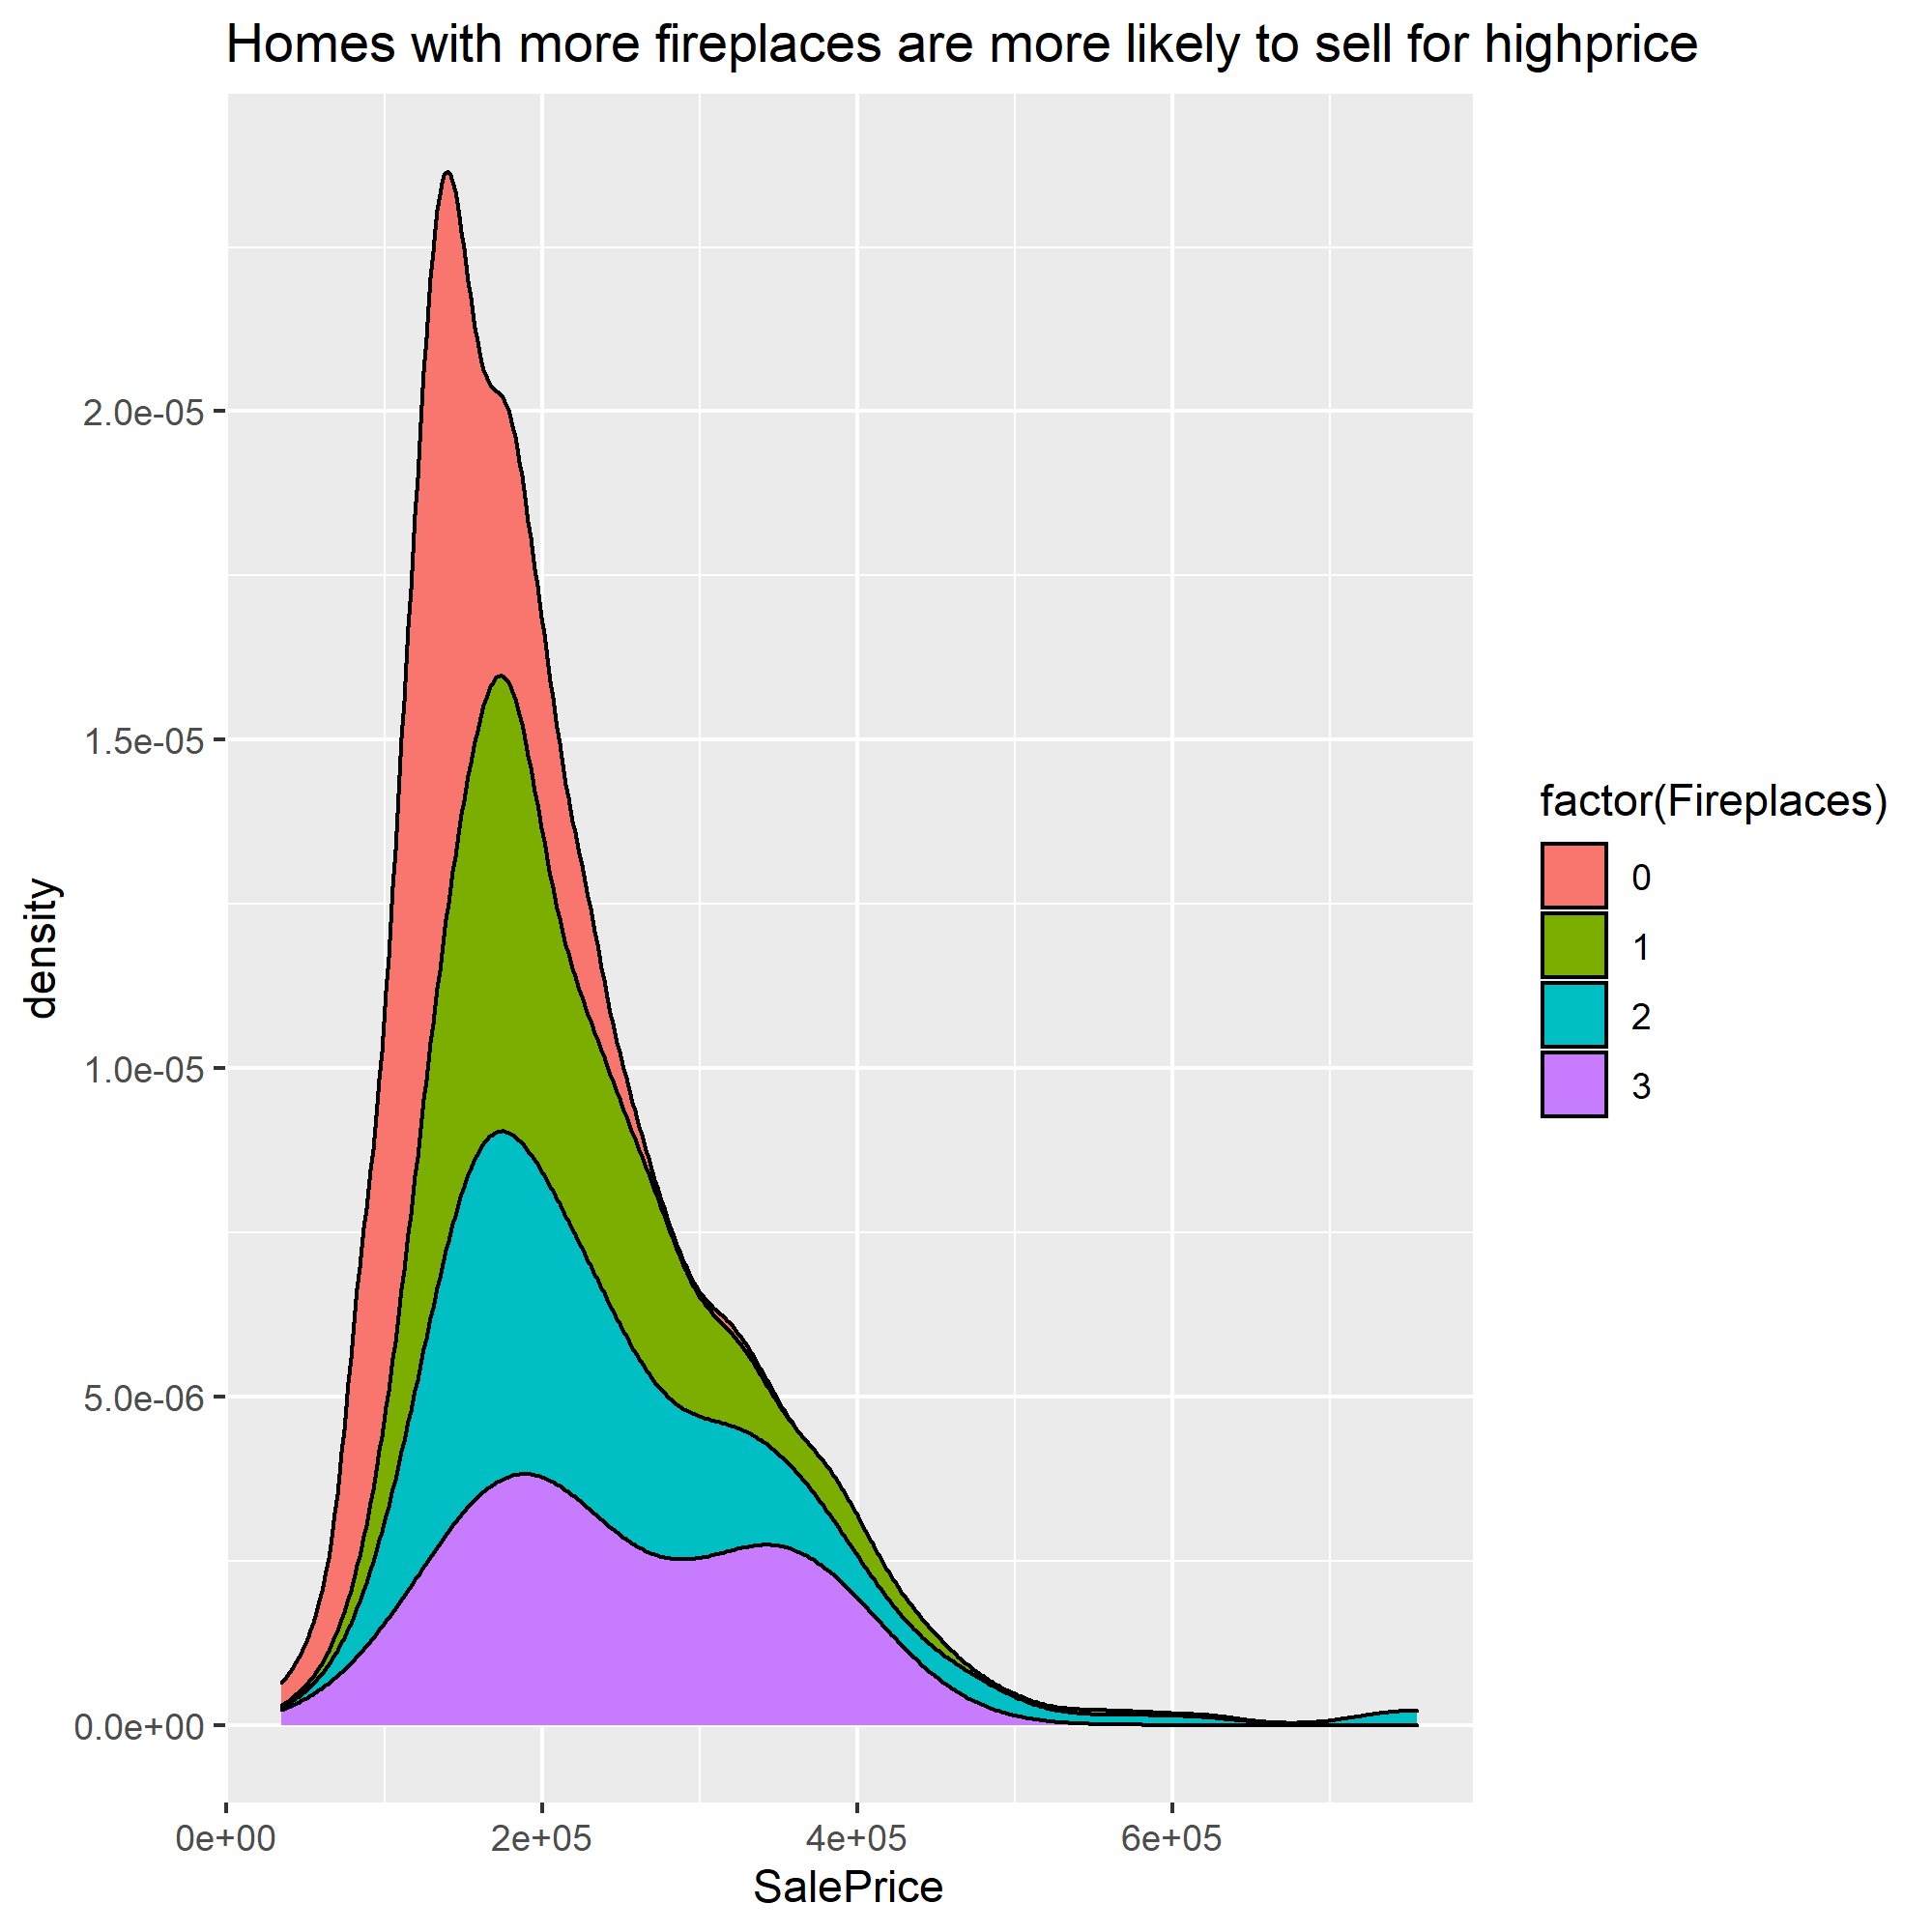 Homes with more fireplaces are more likely to sell for highprice
2.0e-05
1.5e-05
1.0e-05
5.0e-06
0.0e+00
density
0e+00
2e+05
4e+05
6e+05
SalePrice
factor(Fireplaces)
0
1
2
3